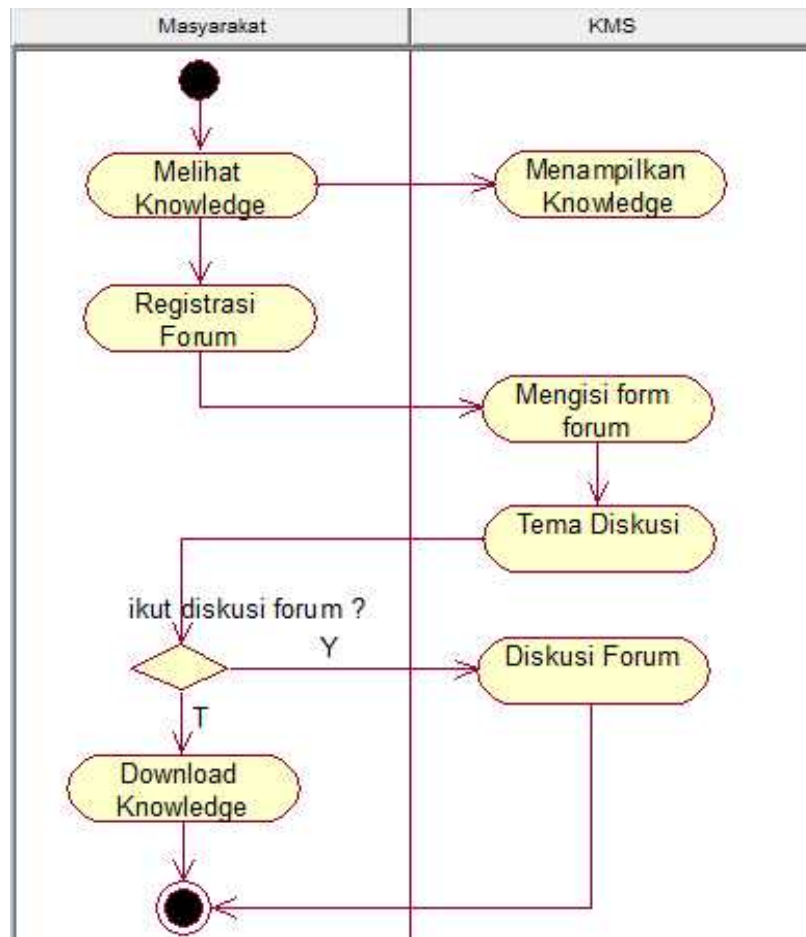 Masyarakat
KMS
Melihat
Knowledge
Menampilkan
Knowledge
Registrasi
Forum
Mengisi form
forum
Tema Diskusi
ikut diskusi forum ?
Y
Diskusi Forum
T
Download
Knowledge